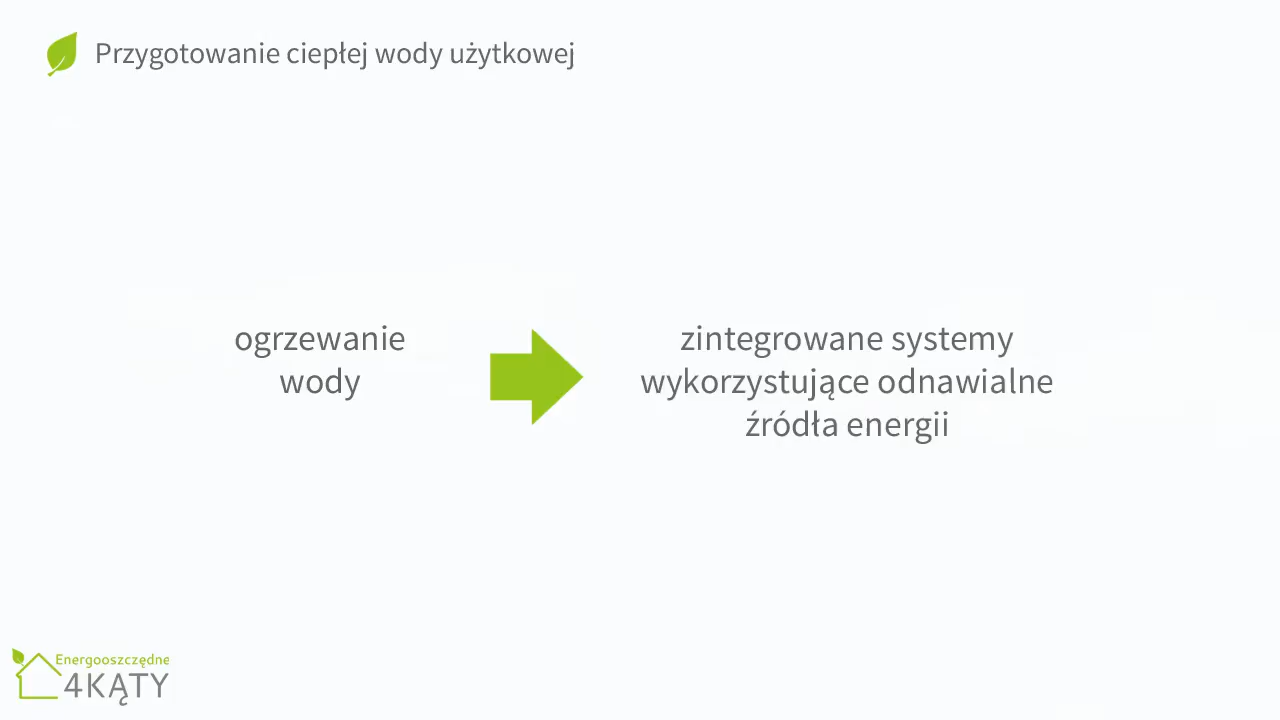 Przygotowanie ciepłej wody użytkowej
ogrzewanie
wody
zintegrowane systemy
wykorzystujące odnawialne
źródła energii
Energooszczędne
4KĄTY